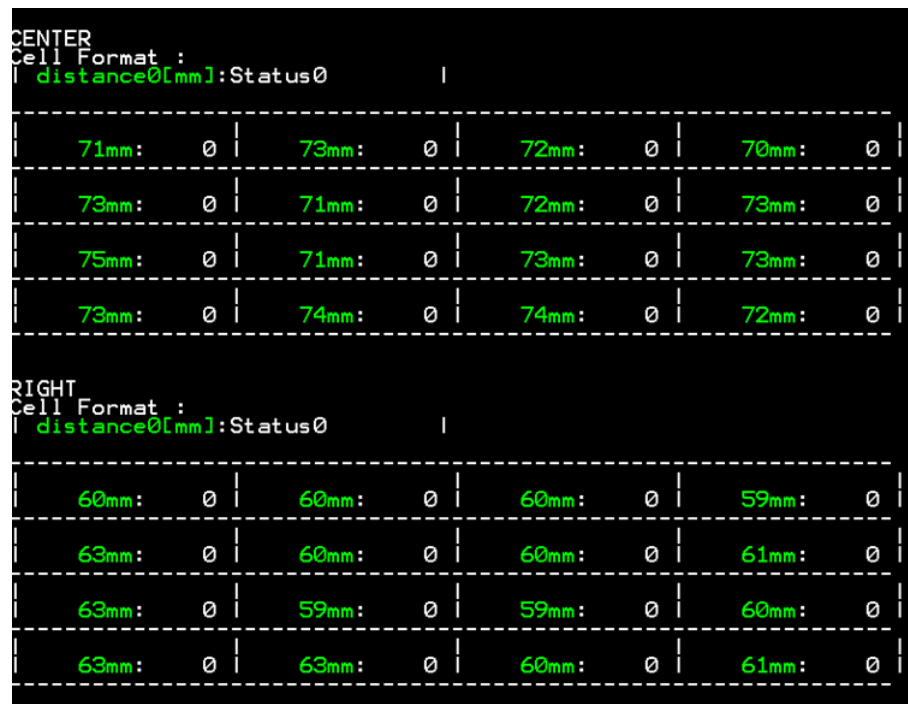 CENTER
Cell Format :
| distance0[mm]:Status0 |
-----------------------------------------------------------------
| | | | |
| 71mm: 0 | 73mm: 0 | 72mm: 0 | 70mm: 0 |
-----------------------------------------------------------------
| | | | |
| 73mm: 0 | 71mm: 0 | 72mm: 0 | 73mm: 0 |
-----------------------------------------------------------------
| | | | |
| 75mm: 0 | 71mm: 0 | 73mm: 0 | 73mm: 0 |
-----------------------------------------------------------------
| | | | |
| 73mm: 0 | 74mm: 0 | 74mm: 0 | 72mm: 0 |
-----------------------------------------------------------------
RIGHT
Cell Format :
| distance0[mm]:Status0 |
-----------------------------------------------------------------
| | | | |
| 60mm: 0 | 60mm: 0 | 60mm: 0 | 59mm: 0 |
-----------------------------------------------------------------
| | | | |
| 63mm: 0 | 60mm: 0 | 60mm: 0 | 61mm: 0 |
-----------------------------------------------------------------
| | | | |
| 63mm: 0 | 59mm: 0 | 59mm: 0 | 60mm: 0 |
-----------------------------------------------------------------
| | | | |
| 63mm: 0 | 63mm: 0 | 60mm: 0 | 61mm: 0 |
-----------------------------------------------------------------